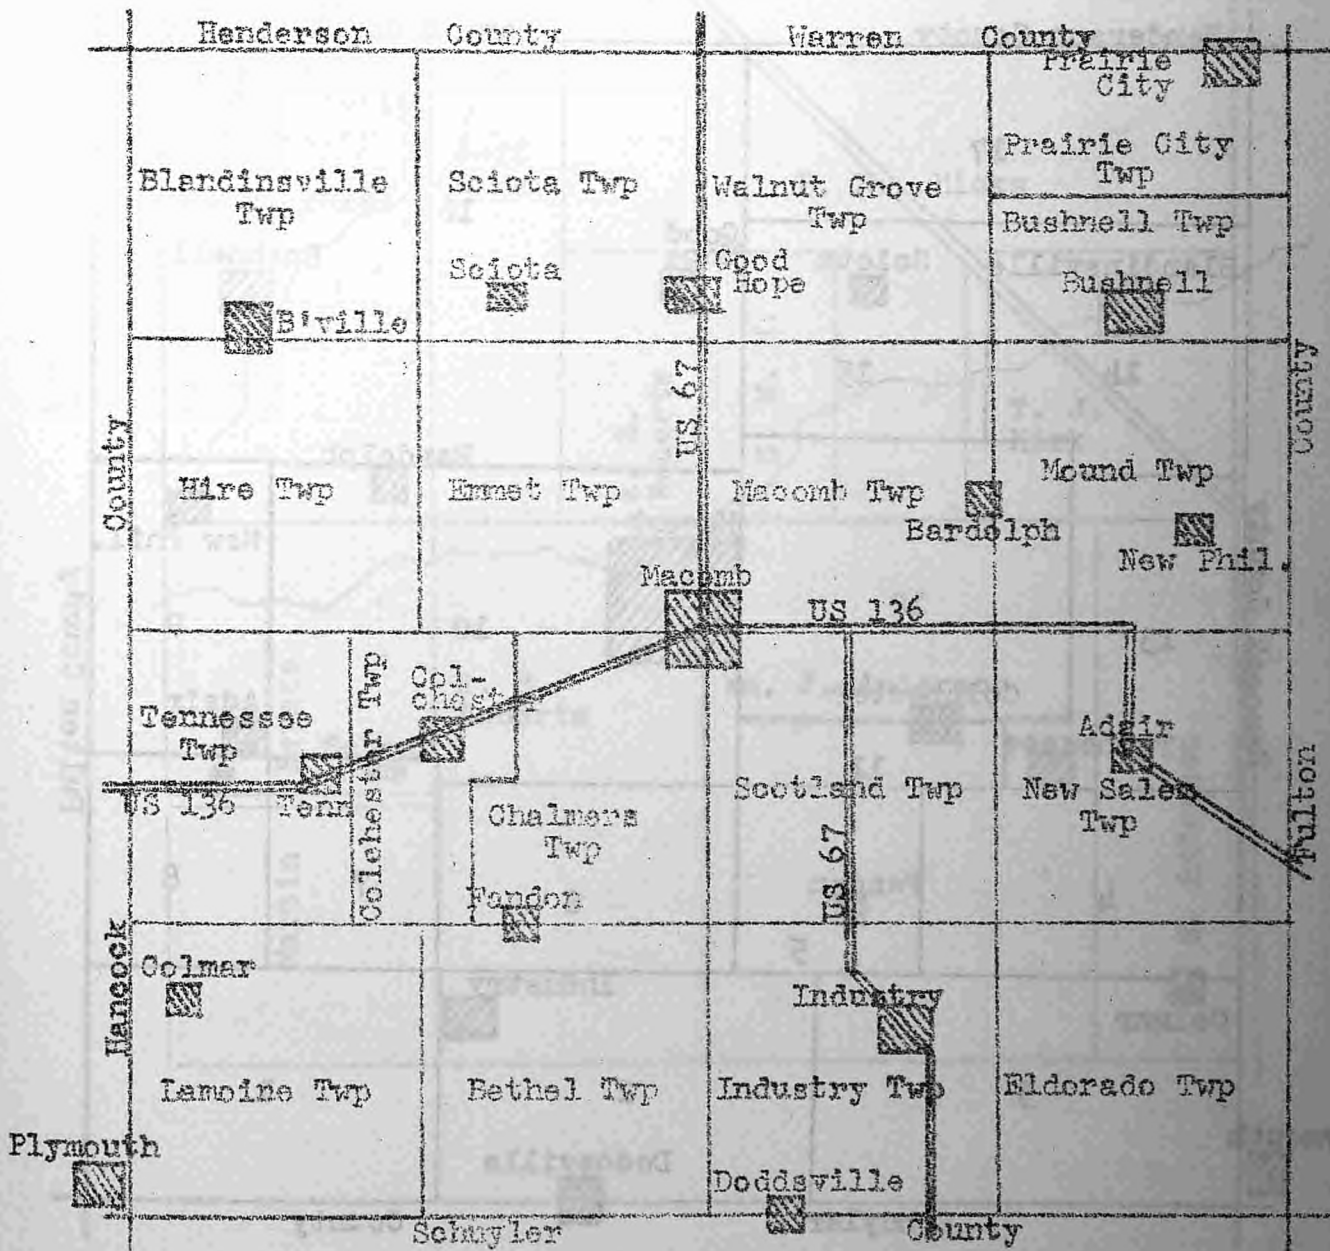 Henderson County
Warren County
Prairie
City
Prairie City
Twp
Blandinsville
Twp
Sciota Twp
Walnut Grove
Twp
Bushnell Twp
Sciota
Good
Hope
Bushnell
B'ville
US 67
County
County
Hire Twp
Emmet Twp
Macomb Twp
Mound Twp
Bardolph
New Phil.
Macomb
US 136
Tennessee
Twp
Colchester Twp
Col-
chester
Adair
US 136
Tenn
Scotland Twp
New Salem
Twp
Chalmers
Twp
US 67
Fulton
Fandon
Hancock
Colmar
Industry
Lamoine Twp
Bethel Twp
Industry Twp
Eldorado Twp
Plymouth
Doddsville
Schuyler County